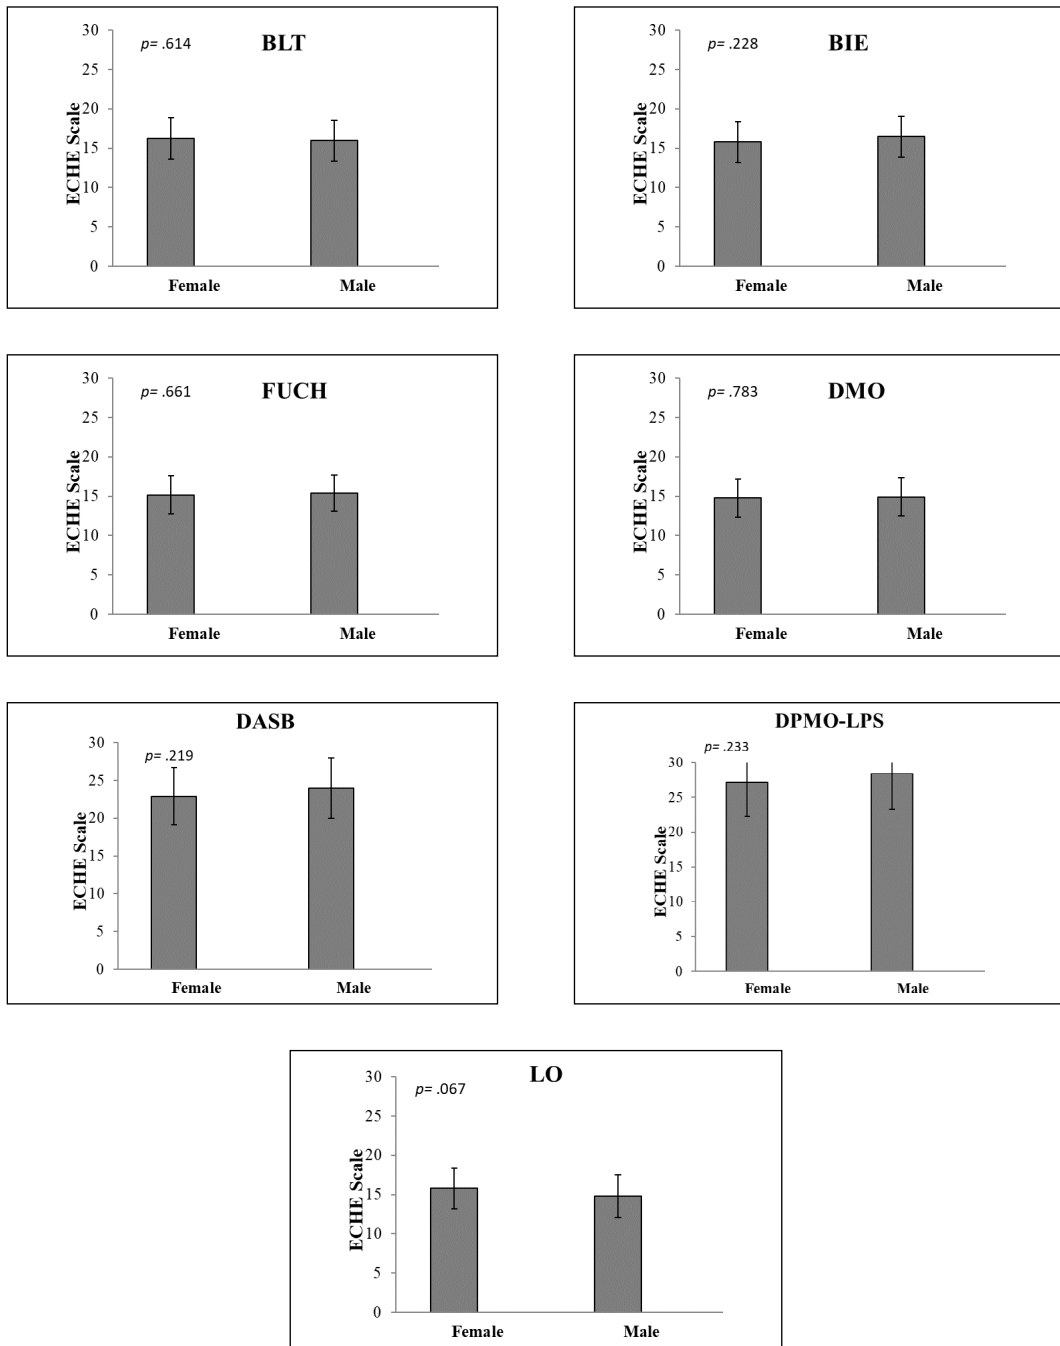 BLT
p= .614
ECHE Scale
30
25
20
15
10
5
0
Female Male
BIE
p= .228
ECHE Scale
30
25
20
15
10
5
0
Female Male
FUCH
p= .661
ECHE Scale
30
25
20
15
10
5
0
Female Male
DMO
p= .783
ECHE Scale
30
25
20
15
10
5
0
Female Male
DASB
p= .219
ECHE Scale
30
25
20
15
10
5
0
Female Male
DPMO-LPS
p= .233
ECHE Scale
30
25
20
15
10
5
0
Female Male
LO
p= .067
ECHE Scale
30
25
20
15
10
5
0
Female Male